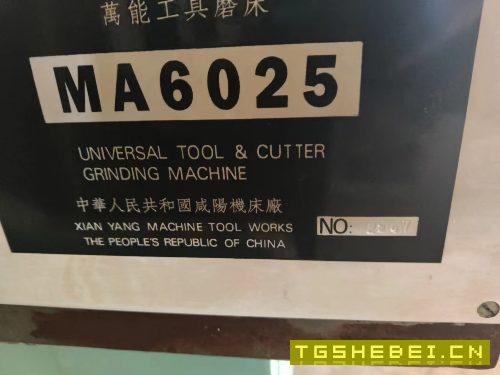 萬能工具磨床
MA6025
UNIVERSAL TOOL & CUTTER
GRINDING MACHINE
中華人民共和國咸陽機床廠
XIAN YANG MACHINE TOOL WORKS
THE PEOPLE'S REPUBLIC OF CHINA
NO:
TGSHEBEI.CN